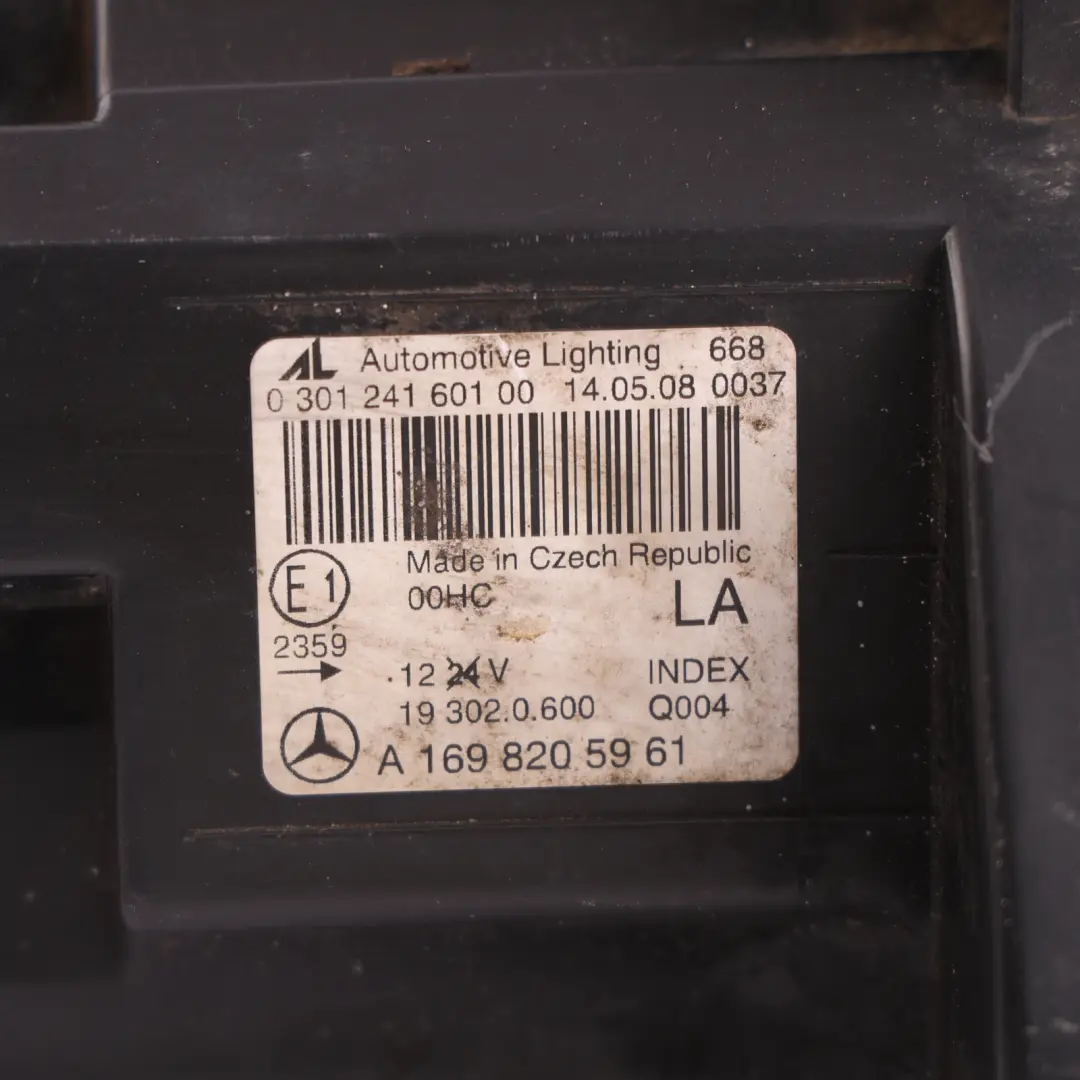 AL Automotive Lighting 668
0 301 241 601 00 14.05.08 0037
Made in Czech Republic
E1 00HC LA
2359
12 24 V INDEX
19 302.0.600 Q004
A 169 820 59 61